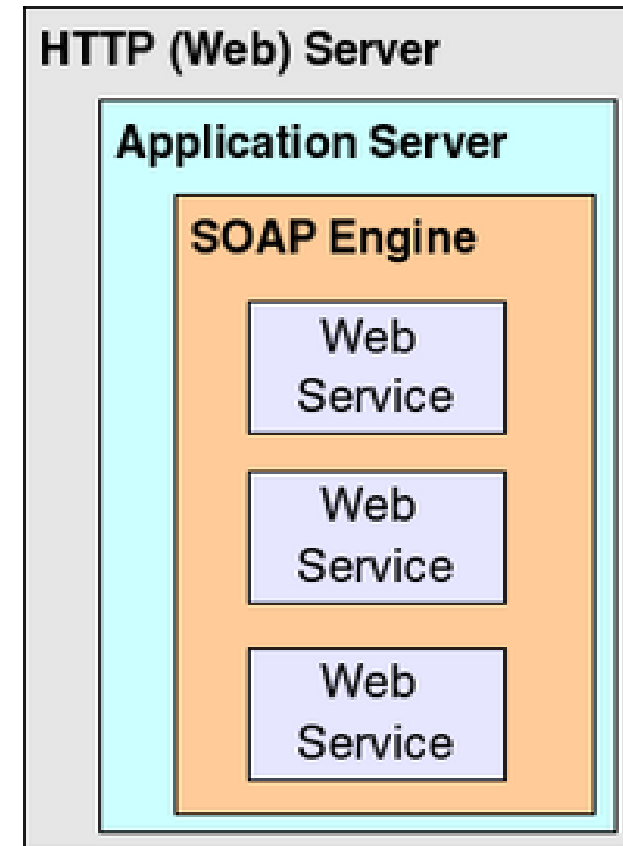 HTTP (Web) Server
Application Server
SOAP Engine
Web
Service
Web
Service
Web
Service